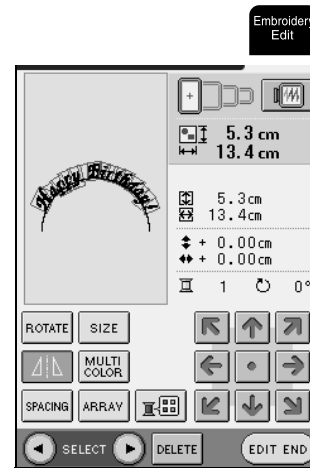 Embroidery
Edit
5.3 cm
13.4 cm
Happy Birthday!
5.3cm
13.4cm
+ 0.00cm
+ 0.00cm
1 0°
ROTATE SIZE
MULTI
COLOR
SPACING ARRAY
SELECT DELETE EDIT END